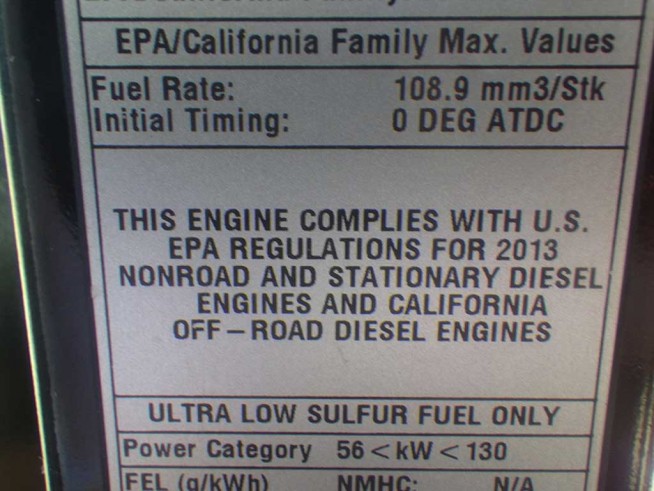 EPA/California Family Max. Values
Fuel Rate: 108.9 mm3/Stk
Initial Timing: 0 DEG ATDC
THIS ENGINE COMPLIES WITH U.S.
EPA REGULATIONS FOR 2013
NONROAD AND STATIONARY DIESEL
ENGINES AND CALIFORNIA
OFF–ROAD DIESEL ENGINES
ULTRA LOW SULFUR FUEL ONLY
Power Category 56 < kW < 130
FEL (g/kWh) NMHC: N/A